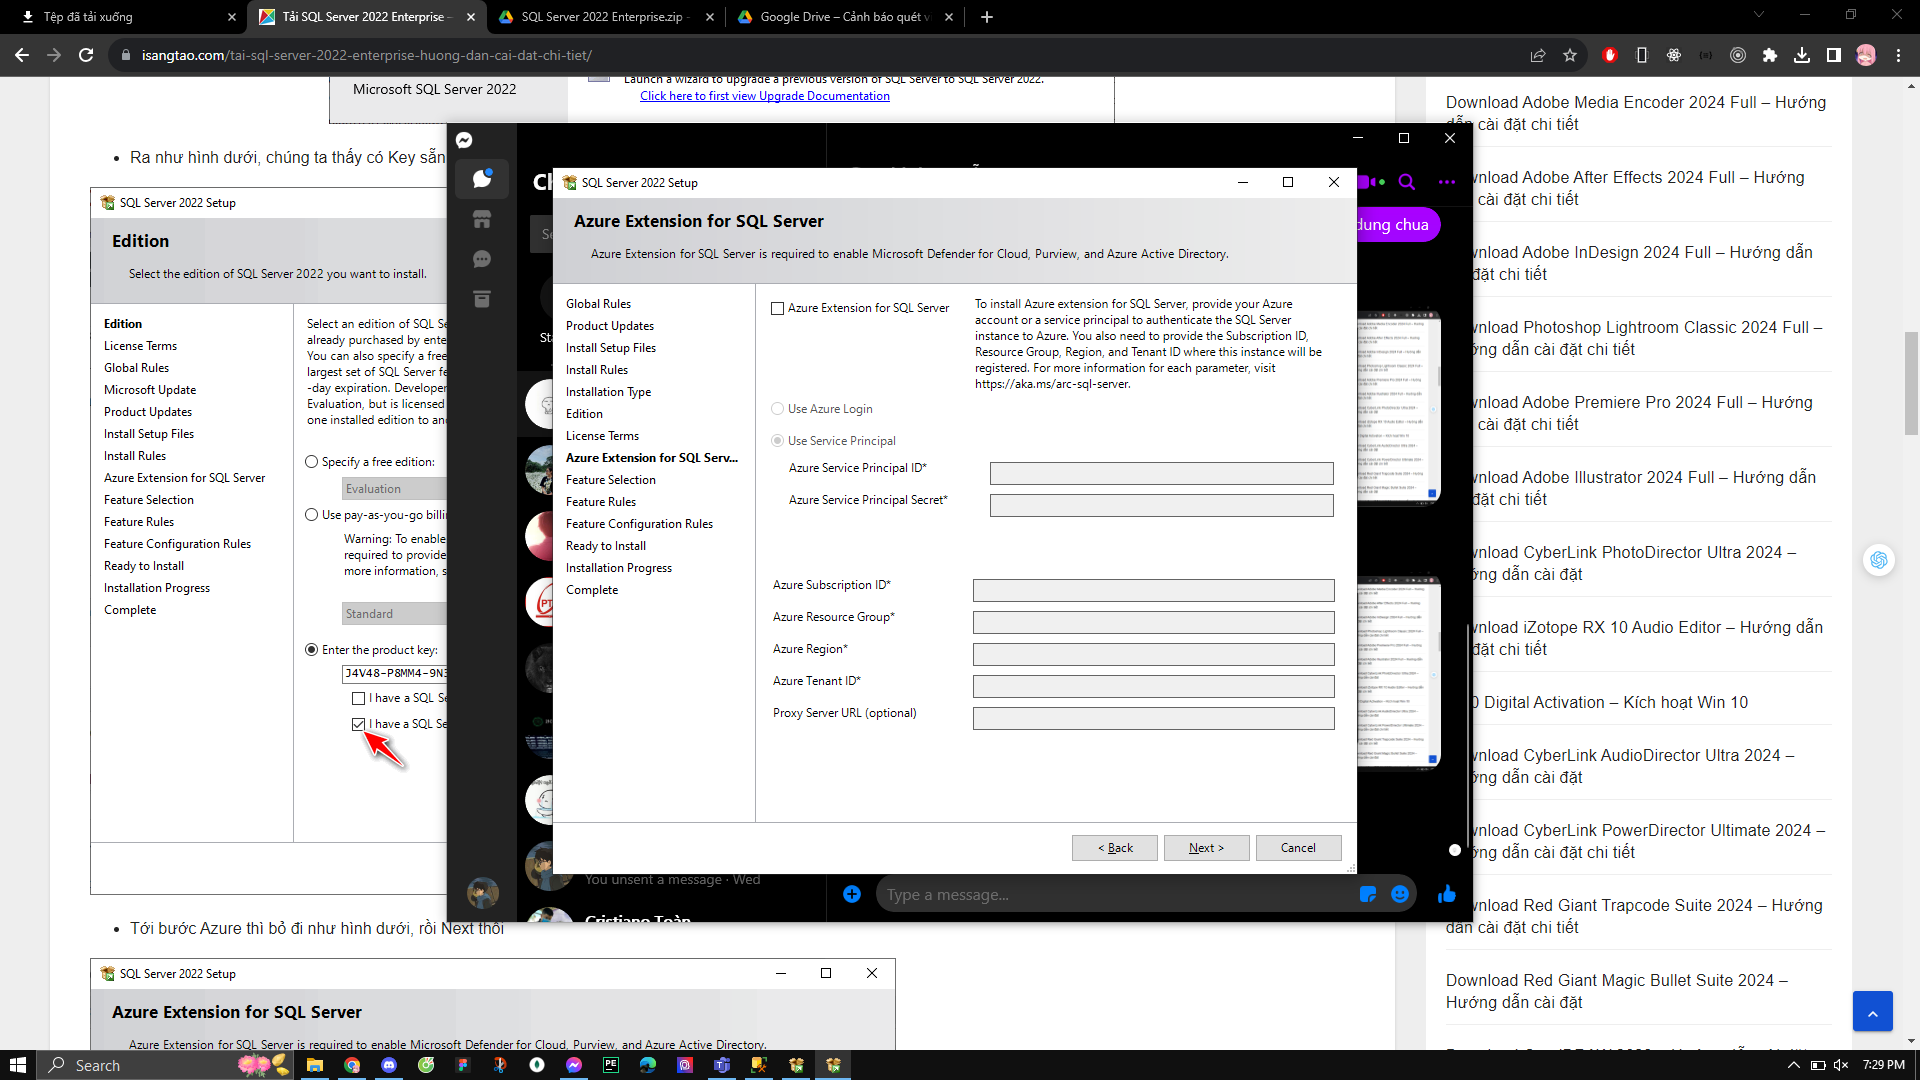 Tệp đã tải xuống
Tải SQL Server 2022 Enterprise –
SQL Server 2022 Enterprise.zip -
Google Drive – Cảnh báo quét v
isangtao.com/tai-sql-server-2022-enterprise-huong-dan-cai-dat-chi-tiet/
Launch a wizard to upgrade a previous version of SQL Server to SQL Server 2022.
Microsoft SQL Server 2022
Click here to first view Upgrade Documentation
Ra như hình dưới, chúng ta thấy có Key sẵn
SQL Server 2022 Setup
Edition
Select the edition of SQL Server 2022 you want to install.
Edition
License Terms
Global Rules
Microsoft Update
Product Updates
Install Setup Files
Install Rules
Azure Extension for SQL Server
Feature Selection
Feature Rules
Feature Configuration Rules
Ready to Install
Installation Progress
Complete
Select an edition of SQL Se
already purchased by ente
You can also specify a free
largest set of SQL Server fe
-day expiration. Developer
Evaluation, but is licensed
one installed edition to an
Specify a free edition:
Evaluation
Use pay-as-you-go billi
Warning: To enable
required to provide
more information, s
Standard
Enter the product key:
J4V48-P8MM4-9N3
I have a SQL Se
I have a SQL Se
Tới bước Azure thì bỏ đi như hình dưới, rồi Next thôi
SQL Server 2022 Setup
Azure Extension for SQL Server
Azure Extension for SQL Server is required to enable Microsoft Defender for Cloud, Purview, and Azure Active Directory.
Ch
Se
Sta
dung chua
You unsent a message · Wed
Cristiano Toàn
Type a message...
SQL Server 2022 Setup
Azure Extension for SQL Server
Azure Extension for SQL Server is required to enable Microsoft Defender for Cloud, Purview, and Azure Active Directory.
Global Rules
Product Updates
Install Setup Files
Install Rules
Installation Type
Edition
License Terms
Azure Extension for SQL Serv...
Feature Selection
Feature Rules
Feature Configuration Rules
Ready to Install
Installation Progress
Complete
Azure Extension for SQL Server
To install Azure extension for SQL Server, provide your Azure
account or a service principal to authenticate the SQL Server
instance to Azure. You also need to provide the Subscription ID,
Resource Group, Region, and Tenant ID where this instance will be
registered. For more information for each parameter, visit
https://aka.ms/arc-sql-server.
Use Azure Login
Use Service Principal
Azure Service Principal ID*
Azure Service Principal Secret*
Azure Subscription ID*
Azure Resource Group*
Azure Region*
Azure Tenant ID*
Proxy Server URL (optional)
< Back
Next >
Cancel
Download Adobe Media Encoder 2024 Full – Hướng
dẫn cài đặt chi tiết
wnload Adobe After Effects 2024 Full – Hướng
cài đặt chi tiết
wnload Adobe InDesign 2024 Full – Hướng dẫn
đặt chi tiết
wnload Photoshop Lightroom Classic 2024 Full –
ớng dẫn cài đặt chi tiết
wnload Adobe Premiere Pro 2024 Full – Hướng
cài đặt chi tiết
wnload Adobe Illustrator 2024 Full – Hướng dẫn
đặt chi tiết
wnload CyberLink PhotoDirector Ultra 2024 –
ớng dẫn cài đặt
wnload iZotope RX 10 Audio Editor – Hướng dẫn
đặt chi tiết
0 Digital Activation – Kích hoạt Win 10
wnload CyberLink AudioDirector Ultra 2024 –
ớng dẫn cài đặt
wnload CyberLink PowerDirector Ultimate 2024 –
ớng dẫn cài đặt chi tiết
wnload Red Giant Trapcode Suite 2024 – Hướng
dẫn cài đặt chi tiết
Download Red Giant Magic Bullet Suite 2024 –
Hướng dẫn cài đặt
Search
7:29 PM